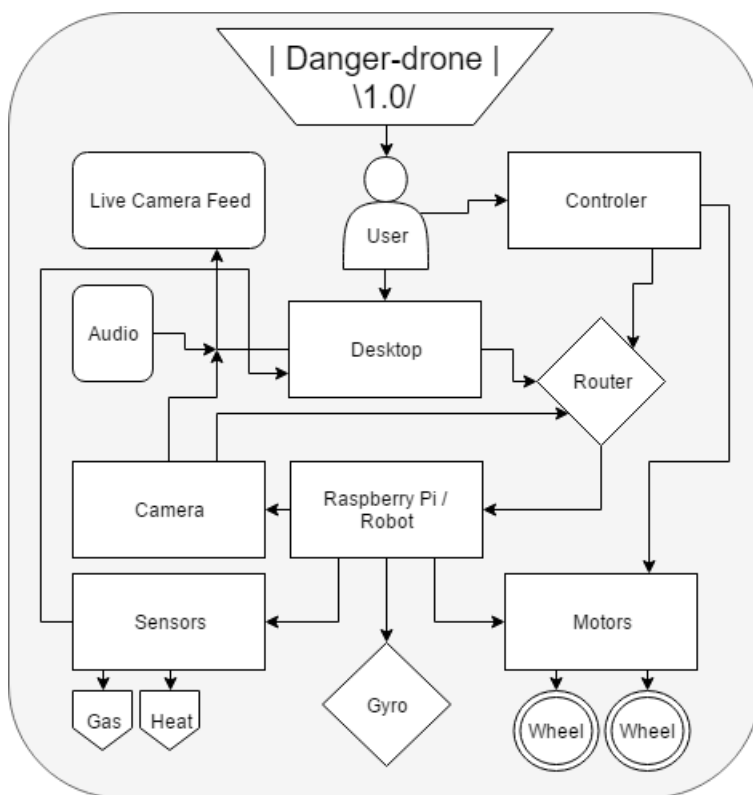 | Danger-drone |
\1.0/
Live Camera Feed
User
Controler
Audio
Desktop
Router
Camera
Raspberry Pi /
Robot
Sensors
Motors
Gas
Heat
Gyro
Wheel
Wheel